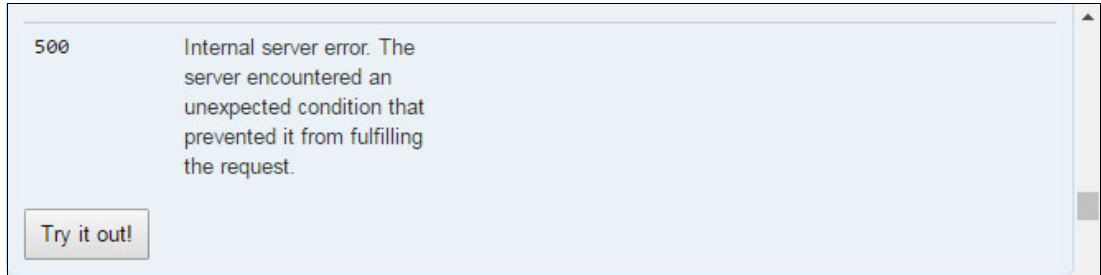 500 Internal server error. The
server encountered an
unexpected condition that
prevented it from fulfilling
the request.
Try it out!